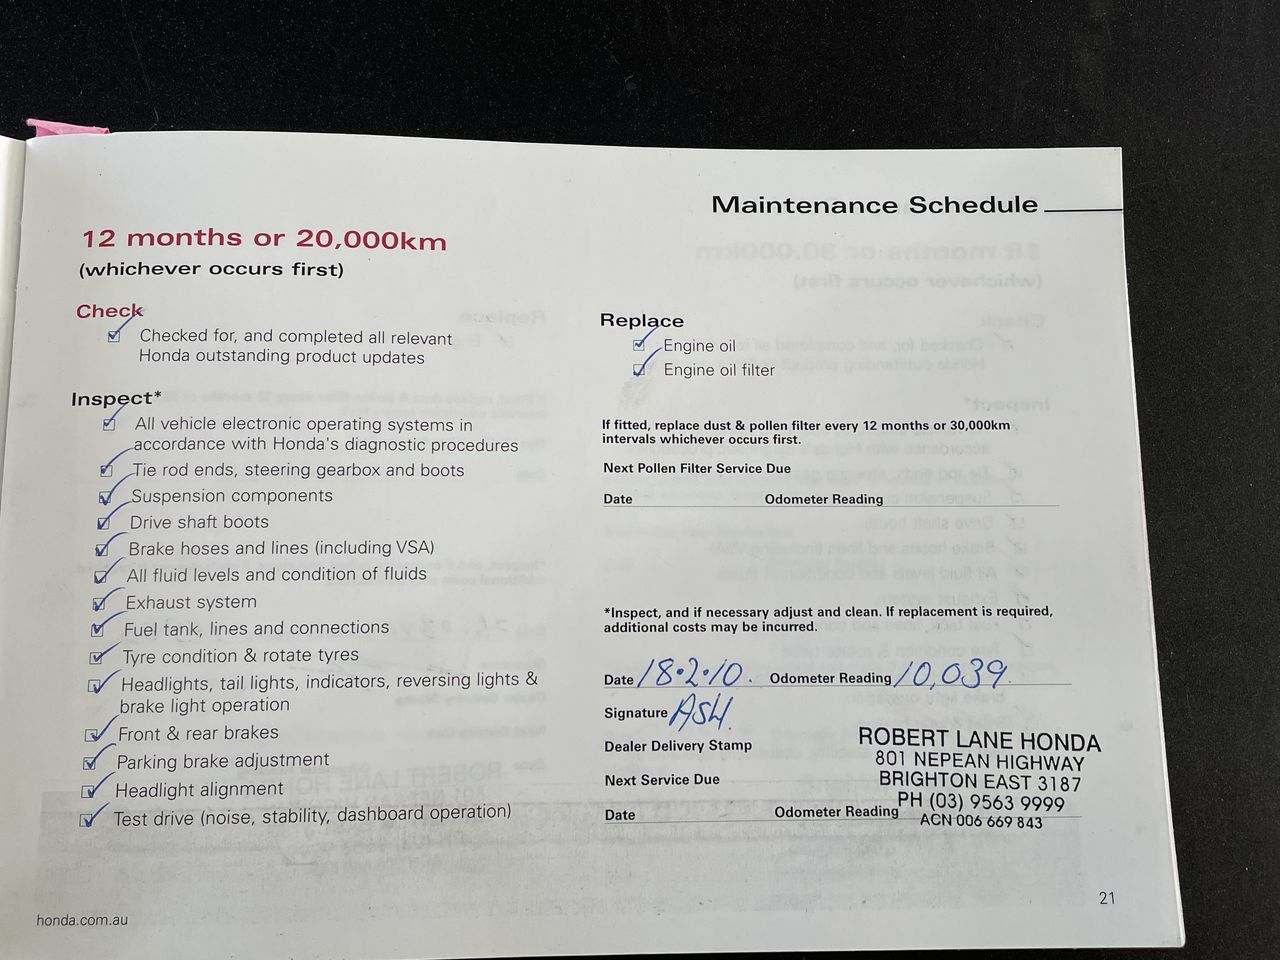 Maintenance Schedule
12 months or 20,000km
(whichever occurs first)
Check
Checked for, and completed all relevant
Honda outstanding product updates
Inspect*
All vehicle electronic operating systems in
accordance with Honda's diagnostic procedures
Tie rod ends, steering gearbox and boots
Suspension components
Drive shaft boots
Brake hoses and lines (including VSA)
All fluid levels and condition of fluids
Exhaust system
Fuel tank, lines and connections
Tyre condition & rotate tyres
Headlights, tail lights, indicators, reversing lights &
brake light operation
Front & rear brakes
Parking brake adjustment
Headlight alignment
Test drive (noise, stability, dashboard operation)
Replace
Engine oil
Engine oil filter
If fitted, replace dust & pollen filter every 12 months or 30,000km
intervals whichever occurs first.
Next Pollen Filter Service Due
Date Odometer Reading
*Inspect, and if necessary adjust and clean. If replacement is required,
additional costs may be incurred.
Date 18.2.10. Odometer Reading 10,039
Signature ASH.
Dealer Delivery Stamp
Next Service Due
Date Odometer Reading
ROBERT LANE HONDA
801 NEPEAN HIGHWAY
BRIGHTON EAST 3187
PH (03) 9563 9999
ACN 006 669 843
honda.com.au
21